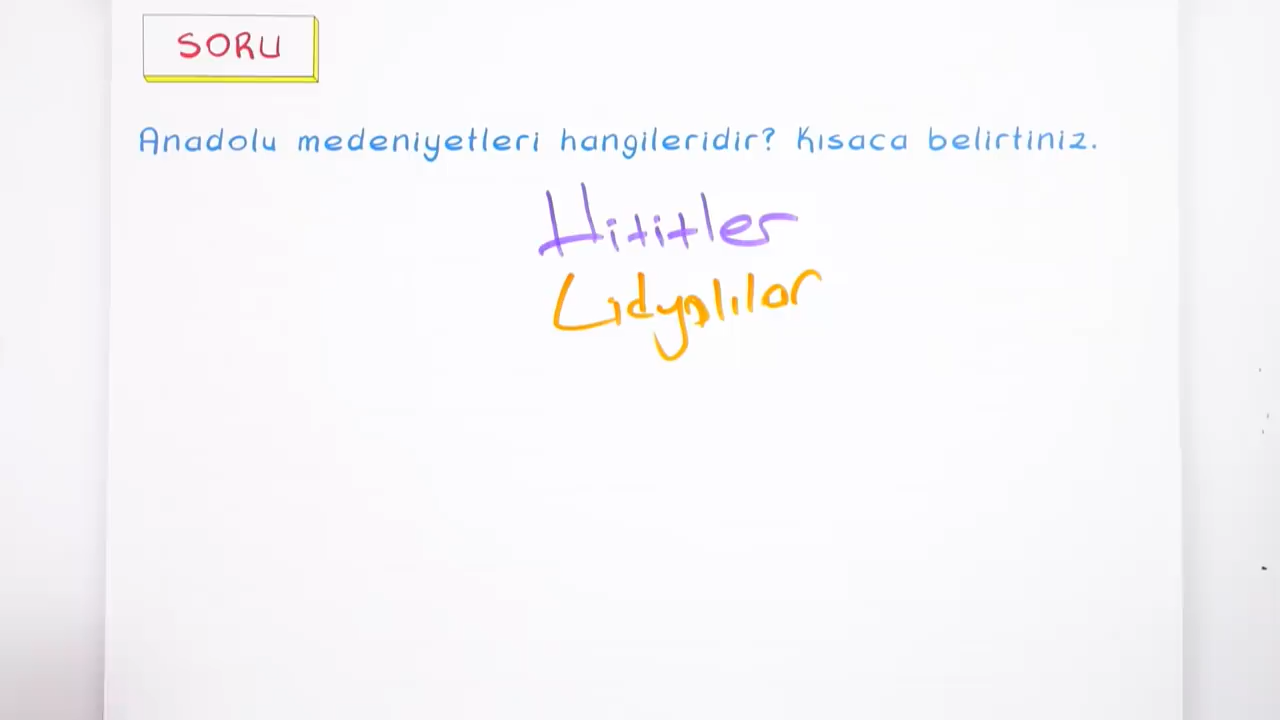 SORU
Anadolu medeniyetleri hangileridir? Kısaca belirtiniz.
Hititler
Lidyalılar